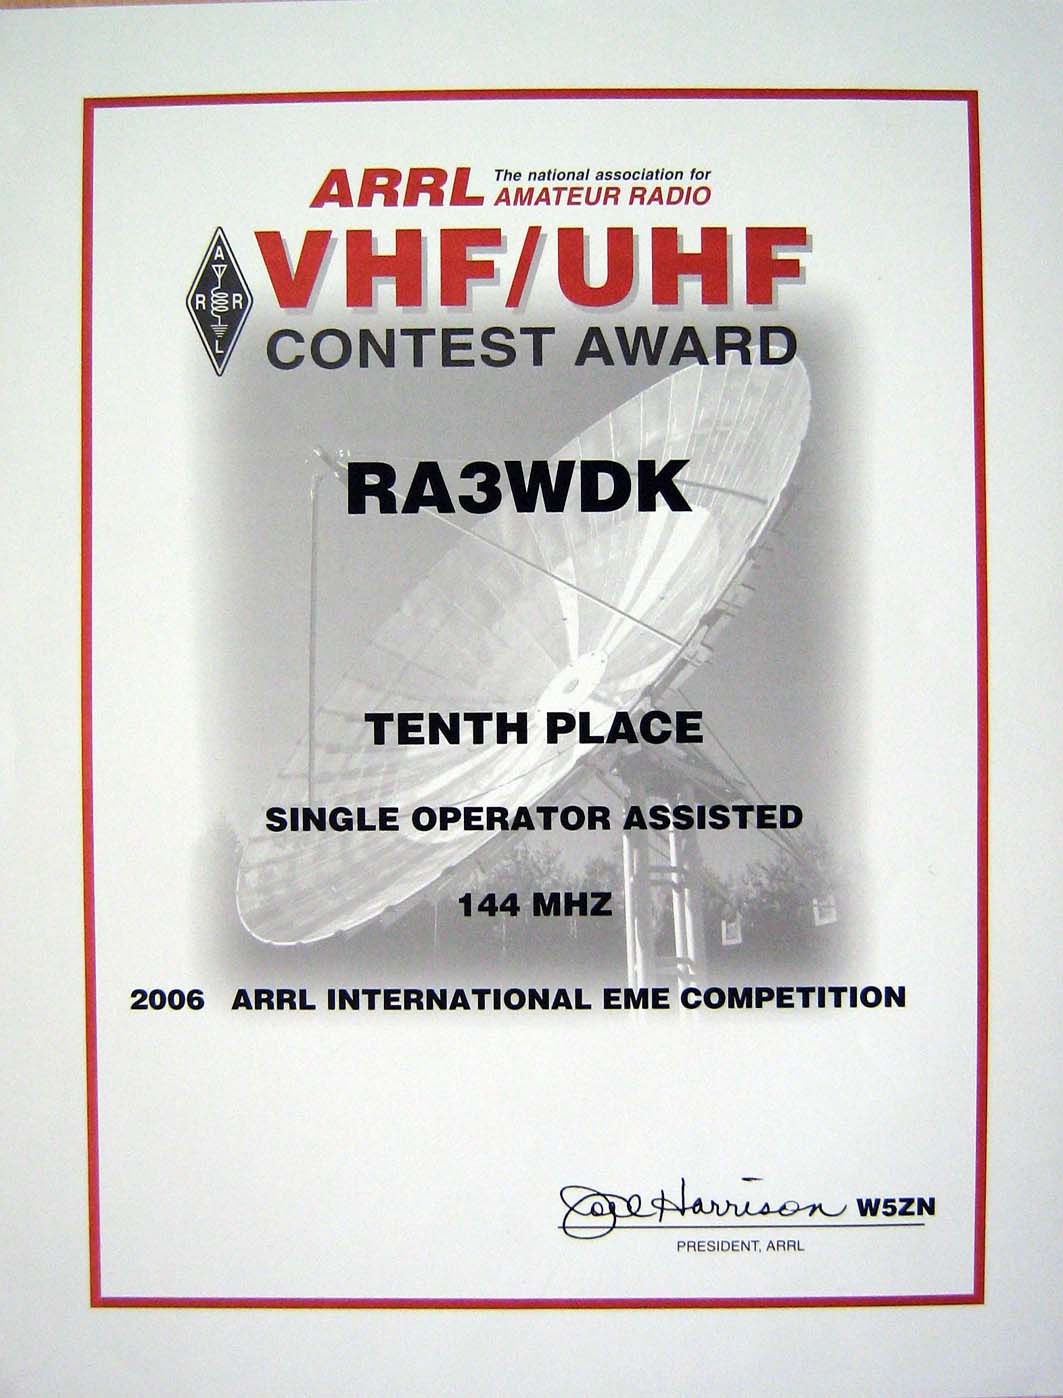 ARRL The national association for
AMATEUR RADIO
VHF/UHF
A
R R
L
CONTEST AWARD
RA3WDK
TENTH PLACE
SINGLE OPERATOR ASSISTED
144 MHZ
2006 ARRL INTERNATIONAL EME COMPETITION
Joel Harrison W5ZN
PRESIDENT, ARRL